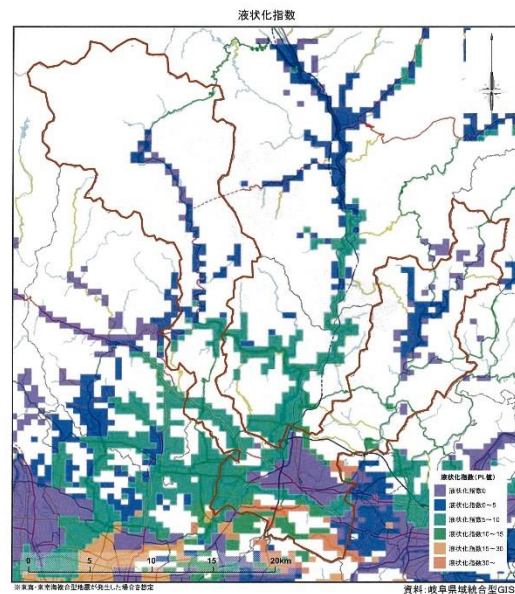 液状化指数
液状化指数(PL値)
液状化指数0
液状化指数0～5
液状化指数5～10
液状化指数10～15
液状化指数15～30
液状化指数30～
0 5 10 20km
※東海・東南海複合型地震が発生した場合を想定
資料:岐阜県域統合型GIS